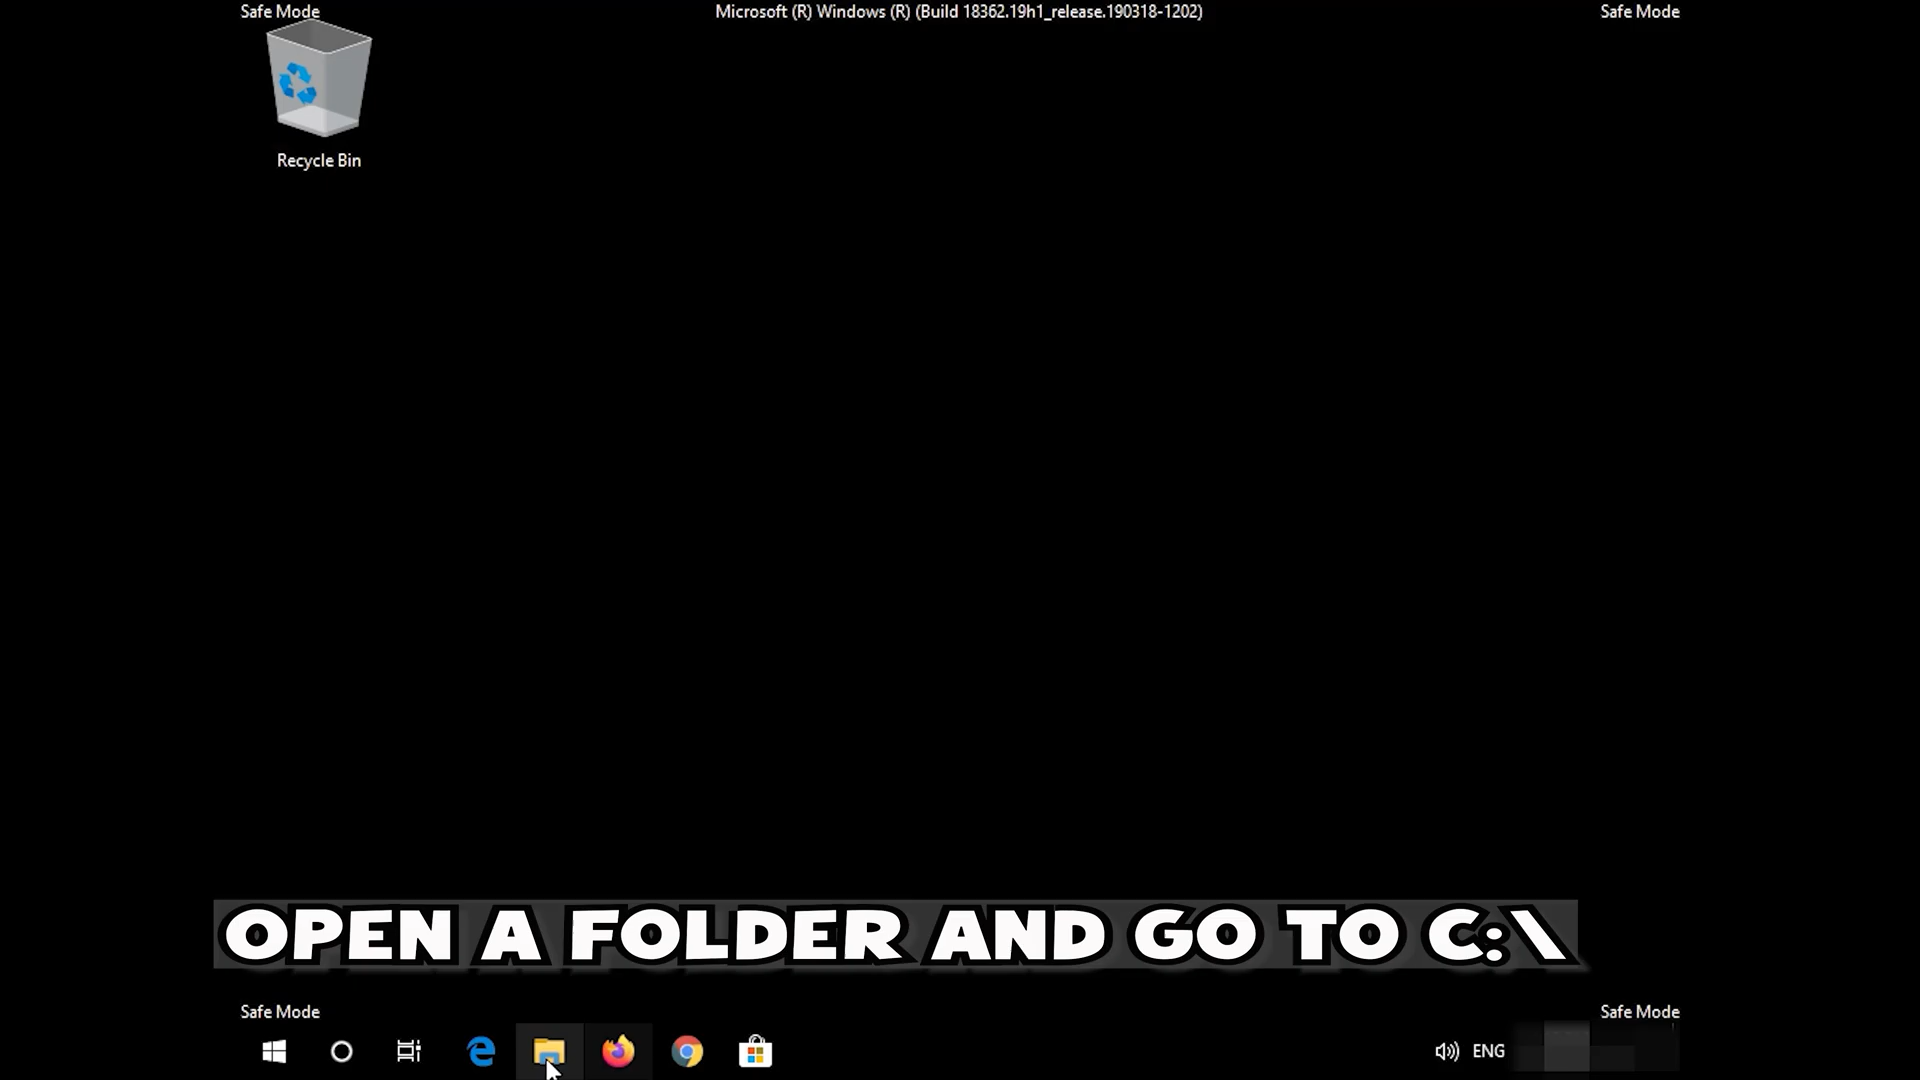 Safe Mode
Microsoft (R) Windows (R) (Build 18362.19h1_release.190318-1202)
Safe Mode
Recycle Bin
OPEN A FOLDER AND GO TO C:\
Safe Mode
Safe Mode
ENG